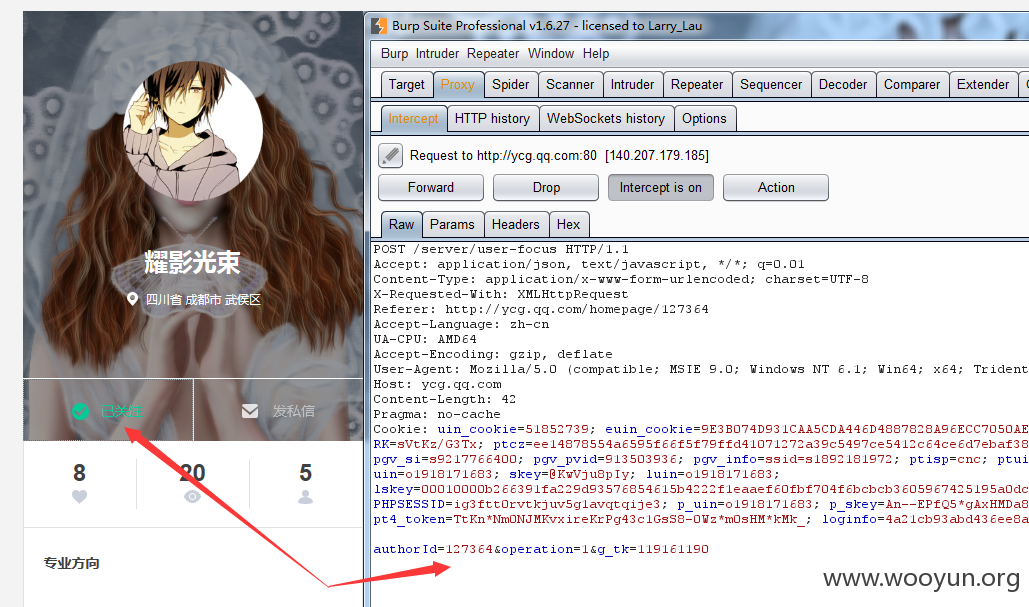 耀影光束
四川省 成都市 武侯区
已关注
发私信
8
20
5
专业方向
Burp Suite Professional v1.6.27 - licensed to Larry_Lau
Burp Intruder Repeater Window Help
Target Proxy Spider Scanner Intruder Repeater Sequencer Decoder Comparer Extender
Intercept HTTP history WebSockets history Options
Request to http://ycg.qq.com:80 [140.207.179.185]
Forward Drop Intercept is on Action
Raw Params Headers Hex
POST /server/user-focus HTTP/1.1
Accept: application/json, text/javascript, */*; q=0.01
Content-Type: application/x-www-form-urlencoded; charset=UTF-8
X-Requested-With: XMLHttpRequest
Referer: http://ycg.qq.com/homepage/127364
Accept-Language: zh-cn
UA-CPU: AMD64
Accept-Encoding: gzip, deflate
User-Agent: Mozilla/5.0 (compatible; MSIE 9.0; Windows NT 6.1; Win64; x64; Trident
Host: ycg.qq.com
Content-Length: 42
Pragma: no-cache
Cookie: uin_cookie=51852739; euin_cookie=9E3B074D931CAA5CDA446D4887828A96ECC7050AE
RK=sVtKz/G3Tx; ptcz=ee14878554a6595f66f5f79ffd41071272a39c5497ce5412c64ce6d7ebaf38
pgv_si=s9217766400; pgv_pvid=913503936; pgv_info=ssid=s1892181972; ptisp=cnc; ptui
uin=o1918171683; skey=@KwVju8pIy; luin=o1918171683;
lskey=00010000b266391fa229d93576854615b4222f1eaaef60fbf704f6bcbcb3605967425195a0dc
PHPSESSID=ig3ftt0rvtkjuv5g1avqtqije3; p_uin=o1918171683; p_skey=An--EPfQ5*gAxHMDa8
pt4_token=TtKn*NmONJMKvxireKrPg43c1GsS8-OWz*mOsHM*kMk_; loginfo=4a21cb93abd436ee8a
authorId=127364&operation=1&g_tk=119161190
www.wooyun.org